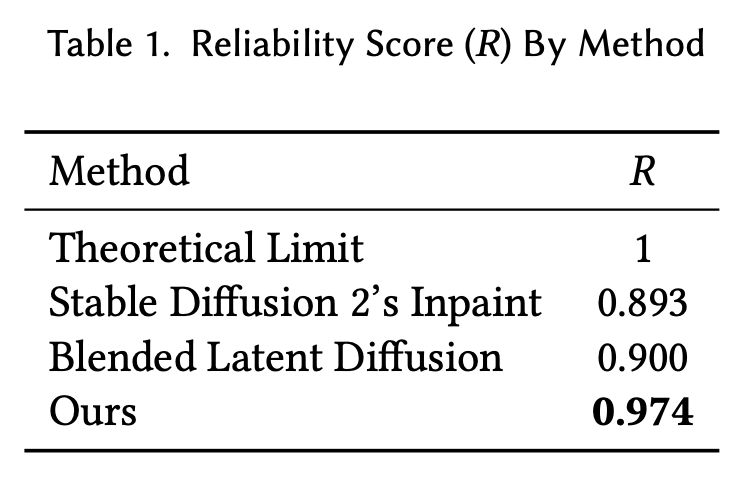 Table 1. Reliability Score (R) By Method
Method R
Theoretical Limit 1
Stable Diffusion 2’s Inpaint 0.893
Blended Latent Diffusion 0.900
Ours 0.974